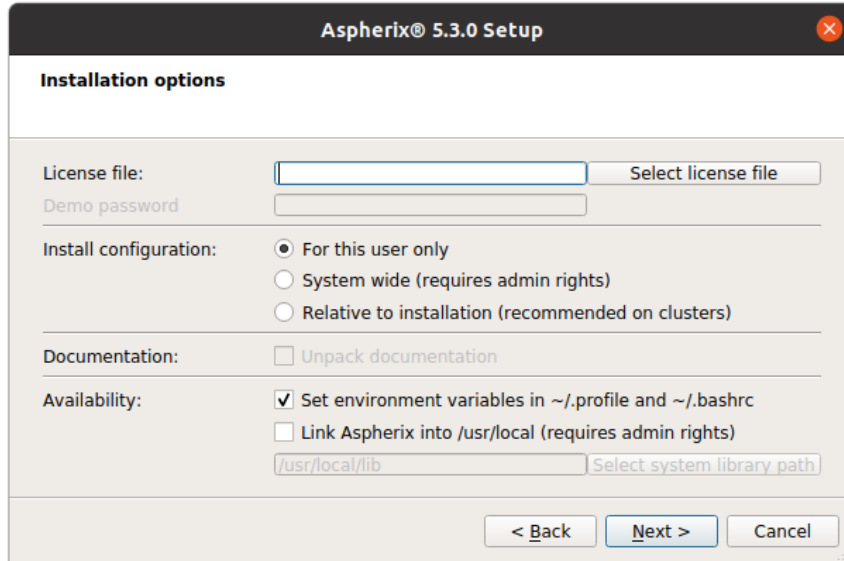 Aspherix® 5.3.0 Setup
Installation options
License file: Select license file
Demo password
Install configuration: For this user only
System wide (requires admin rights)
Relative to installation (recommended on clusters)
Documentation: Unpack documentation
Availability: Set environment variables in ~/.profile and ~/.bashrc
Link Aspherix into /usr/local (requires admin rights)
/usr/local/lib Select system library path
< Back Next > Cancel